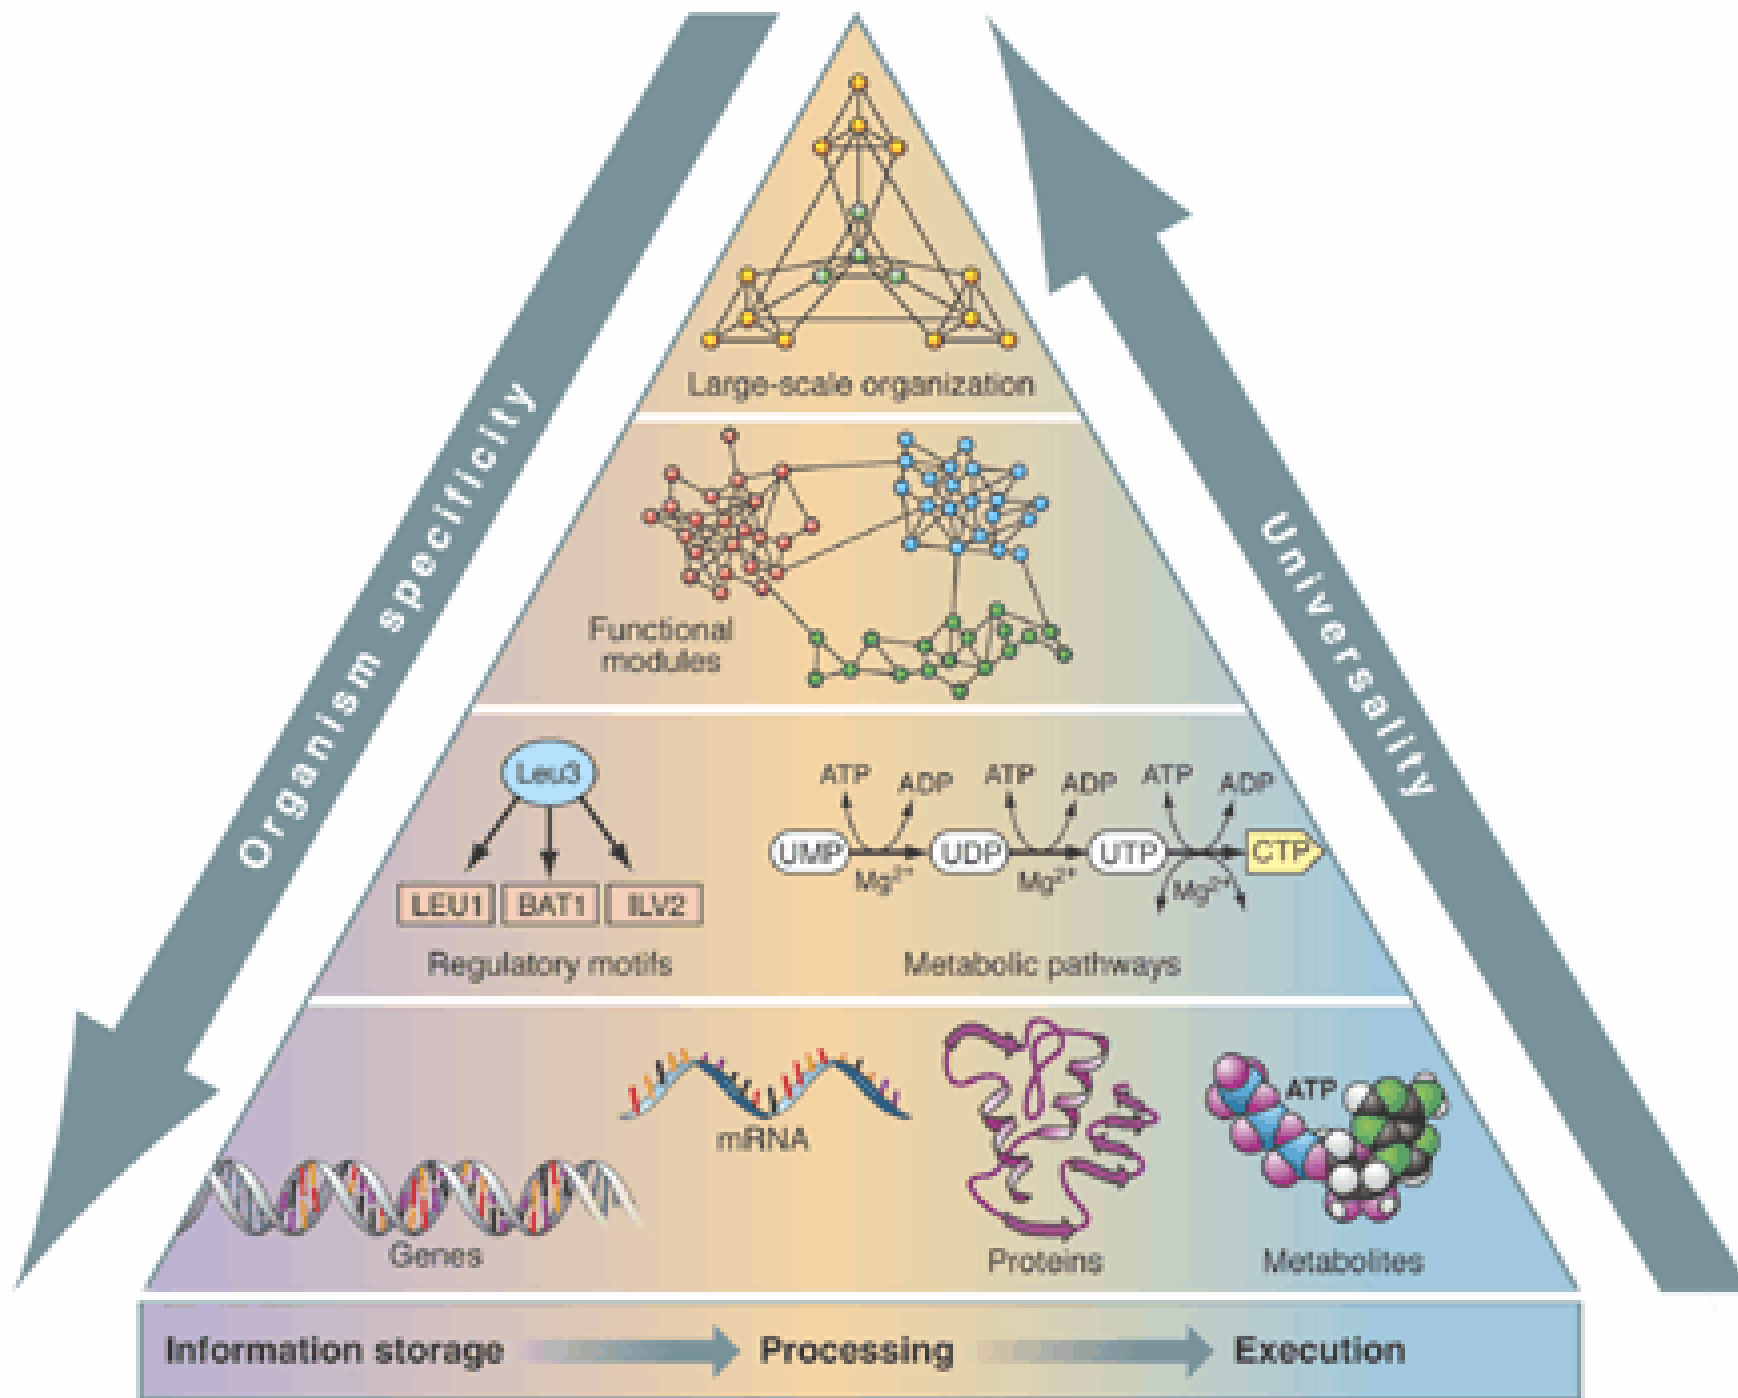 Large-scale organization
Organism specificity
Universality
Functional
modules
Leu3
LEU1 BAT1 ILV2
Regulatory motifs
ATP ADP ATP ADP ATP ADP
UMP UDP UTP CTP
Mg²⁺ Mg²⁺ Mg²⁺
Metabolic pathways
Genes
mRNA
Proteins
ATP
Metabolites
Information storage Processing Execution